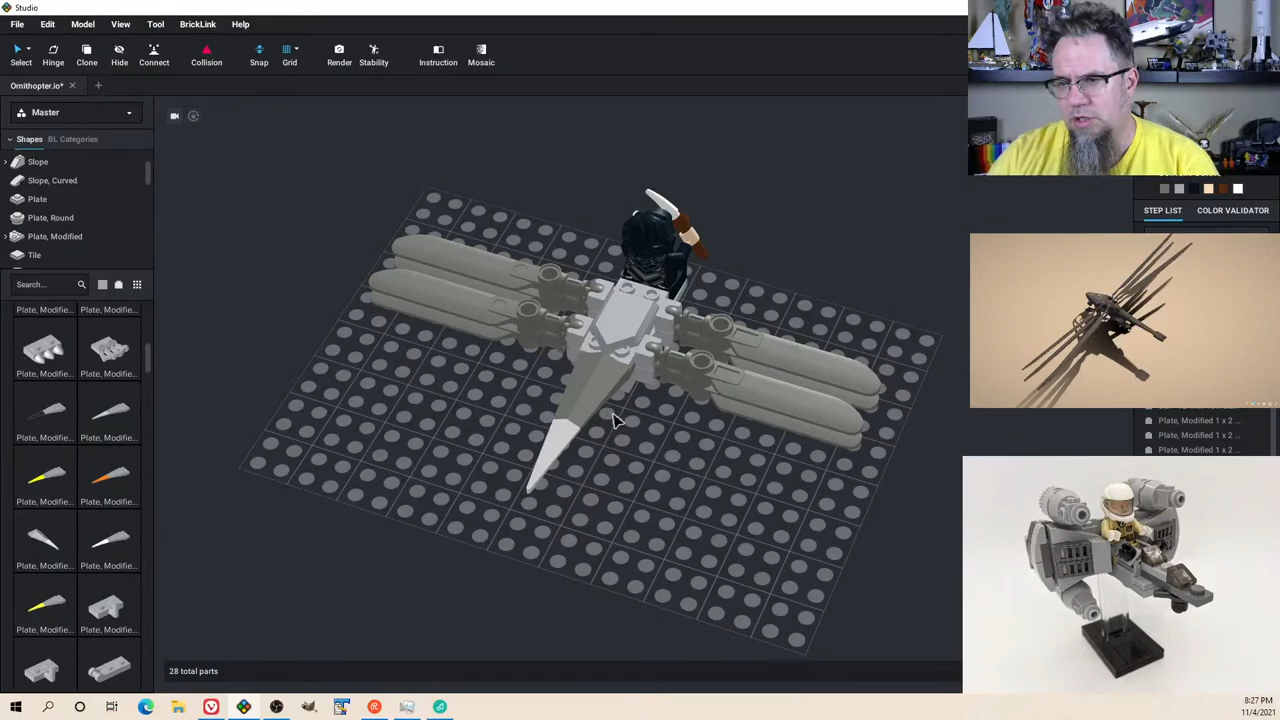 Studio
File Edit Model View Tool BrickLink Help
Select Hinge Clone Hide Connect Collision Snap Grid Render Stability Instruction Mosaic
Ornithopter.io*
Master
Shapes BL Categories
Slope
Slope, Curved
Plate
Plate, Round
Plate, Modified
Tile
Search...
Plate, Modifie... Plate, Modifie...
Plate, Modifie... Plate, Modifie...
Plate, Modifie... Plate, Modifie...
Plate, Modifie... Plate, Modifie...
Plate, Modifie... Plate, Modifie...
Plate, Modifie... Plate, Modifie...
28 total parts
STEP LIST COLOR VALIDATOR
Plate, Modified 1 x 2 ...
Plate, Modified 1 x 2 ...
Plate, Modified 1 x 2 ...
8:27 PM
11/4/2021